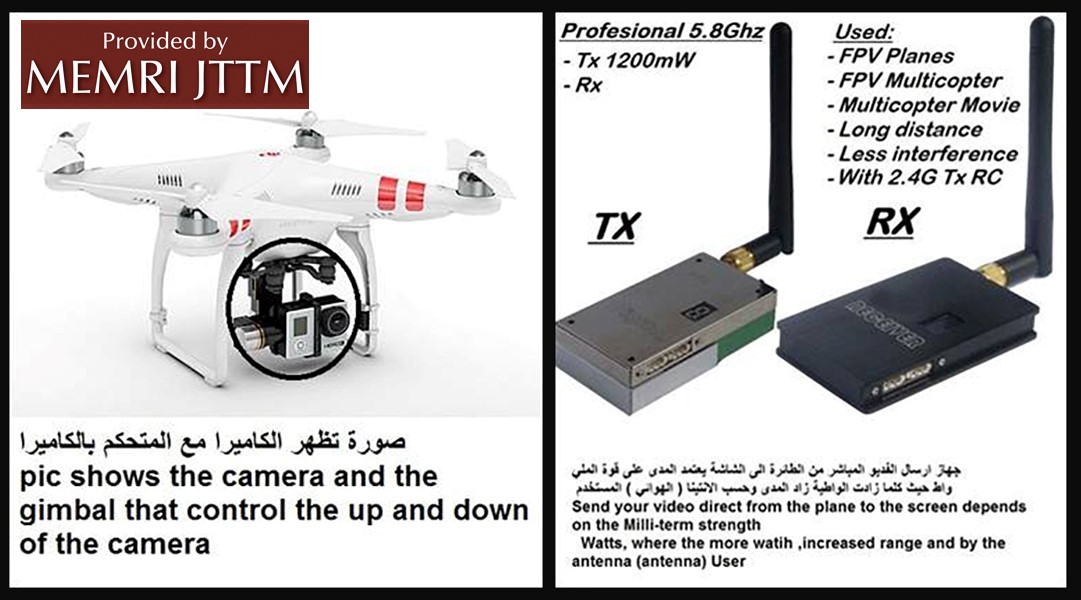 Provided by
MEMRI JTTM
صورة تظهر الكاميرا مع المتحكم بالكاميرا
pic shows the camera and the
gimbal that control the up and down
of the camera
Profesional 5.8Ghz
- Tx 1200mW
- Rx
Used:
- FPV Planes
- FPV Multicopter
- Multicopter Movie
- Long distance
- Less interference
- With 2.4G Tx RC
TX
RX
RECEIVER
جهاز ارسال الفديو المباشر من الطائرة الى الشاشة يعتمد المدى على قوة الملي
واط حيث كلما زادت الواطية زاد المدى وحسب الانتينا ( الهوائي ) المستخدم
Send your video direct from the plane to the screen depends
on the Milli-term strength
Watts, where the more watih ,increased range and by the
antenna (antenna) User